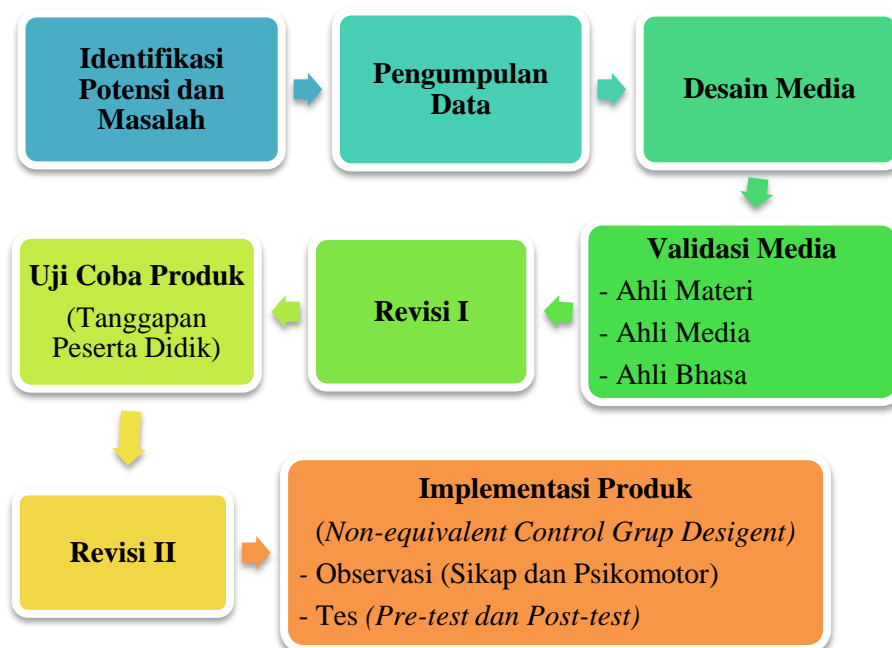 Identifikasi
Potensi dan
Masalah
Pengumpulan
Data
Desain Media
Validasi Media
- Ahli Materi
- Ahli Media
- Ahli Bhasa
Revisi I
Uji Coba Produk
(Tanggapan
Peserta Didik)
Revisi II
Implementasi Produk
(Non-equivalent Control Grup Desigent)
- Observasi (Sikap dan Psikomotor)
- Tes (Pre-test dan Post-test)